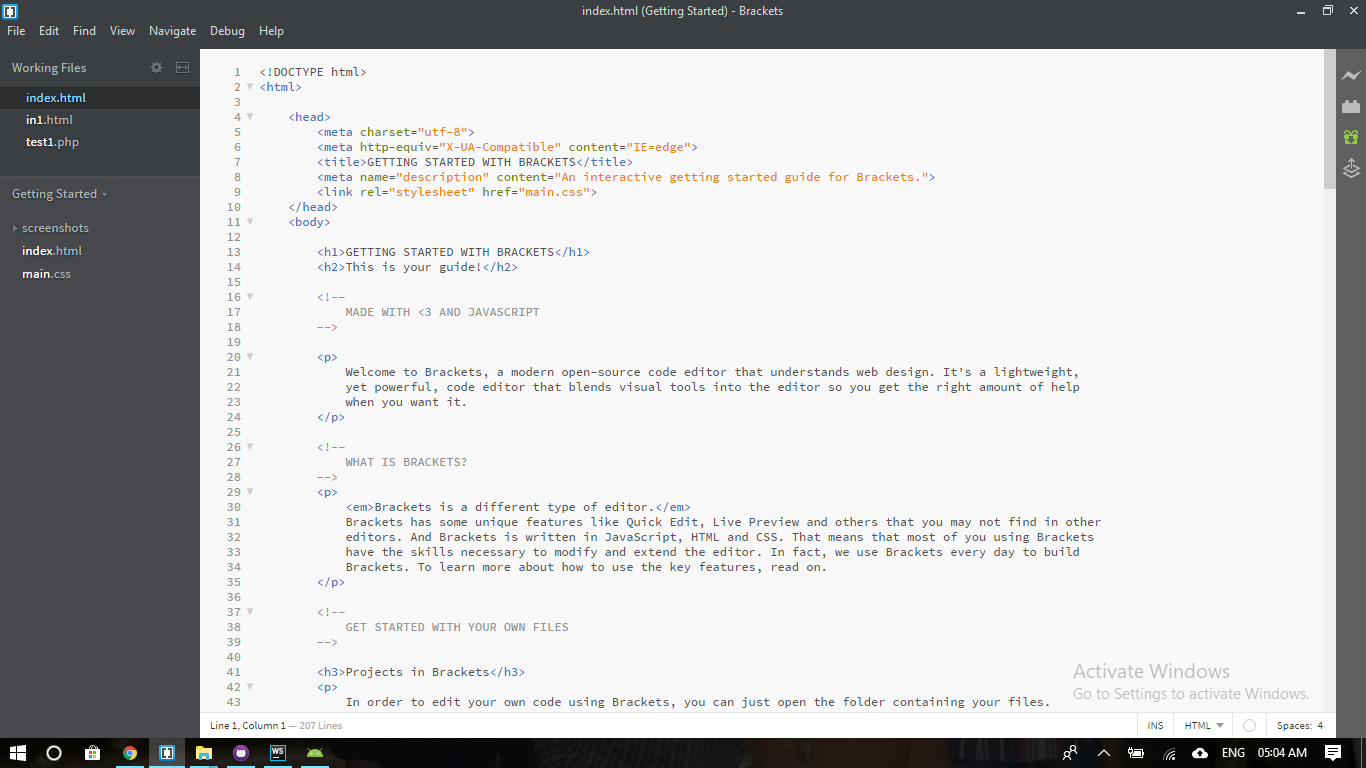 index.html (Getting Started) - Brackets
File Edit Find View Navigate Debug Help
Working Files
index.html
in1.html
test1.php
Getting Started
screenshots
index.html
main.css
1 <!DOCTYPE html>
2 <html>
3
4 <head>
5 <meta charset="utf-8">
6 <meta http-equiv="X-UA-Compatible" content="IE=edge">
7 <title>GETTING STARTED WITH BRACKETS</title>
8 <meta name="description" content="An interactive getting started guide for Brackets.">
9 <link rel="stylesheet" href="main.css">
10 </head>
11 <body>
12
13 <h1>GETTING STARTED WITH BRACKETS</h1>
14 <h2>This is your guide!</h2>
15
16 <!--
17 MADE WITH <3 AND JAVASCRIPT
18 -->
19
20 <p>
21 Welcome to Brackets, a modern open-source code editor that understands web design. It's a lightweight,
22 yet powerful, code editor that blends visual tools into the editor so you get the right amount of help
23 when you want it.
24 </p>
25
26 <!--
27 WHAT IS BRACKETS?
28 -->
29 <p>
30 <em>Brackets is a different type of editor.</em>
31 Brackets has some unique features like Quick Edit, Live Preview and others that you may not find in other
32 editors. And Brackets is written in JavaScript, HTML and CSS. That means that most of you using Brackets
33 have the skills necessary to modify and extend the editor. In fact, we use Brackets every day to build
34 Brackets. To learn more about how to use the key features, read on.
35 </p>
36
37 <!--
38 GET STARTED WITH YOUR OWN FILES
39 -->
40
41 <h3>Projects in Brackets</h3>
42 <p>
43 In order to edit your own code using Brackets, you can just open the folder containing your files.
Activate Windows
Go to Settings to activate Windows.
Line 1, Column 1 — 207 Lines
INS HTML Spaces: 4
WS
ENG 05:04 AM